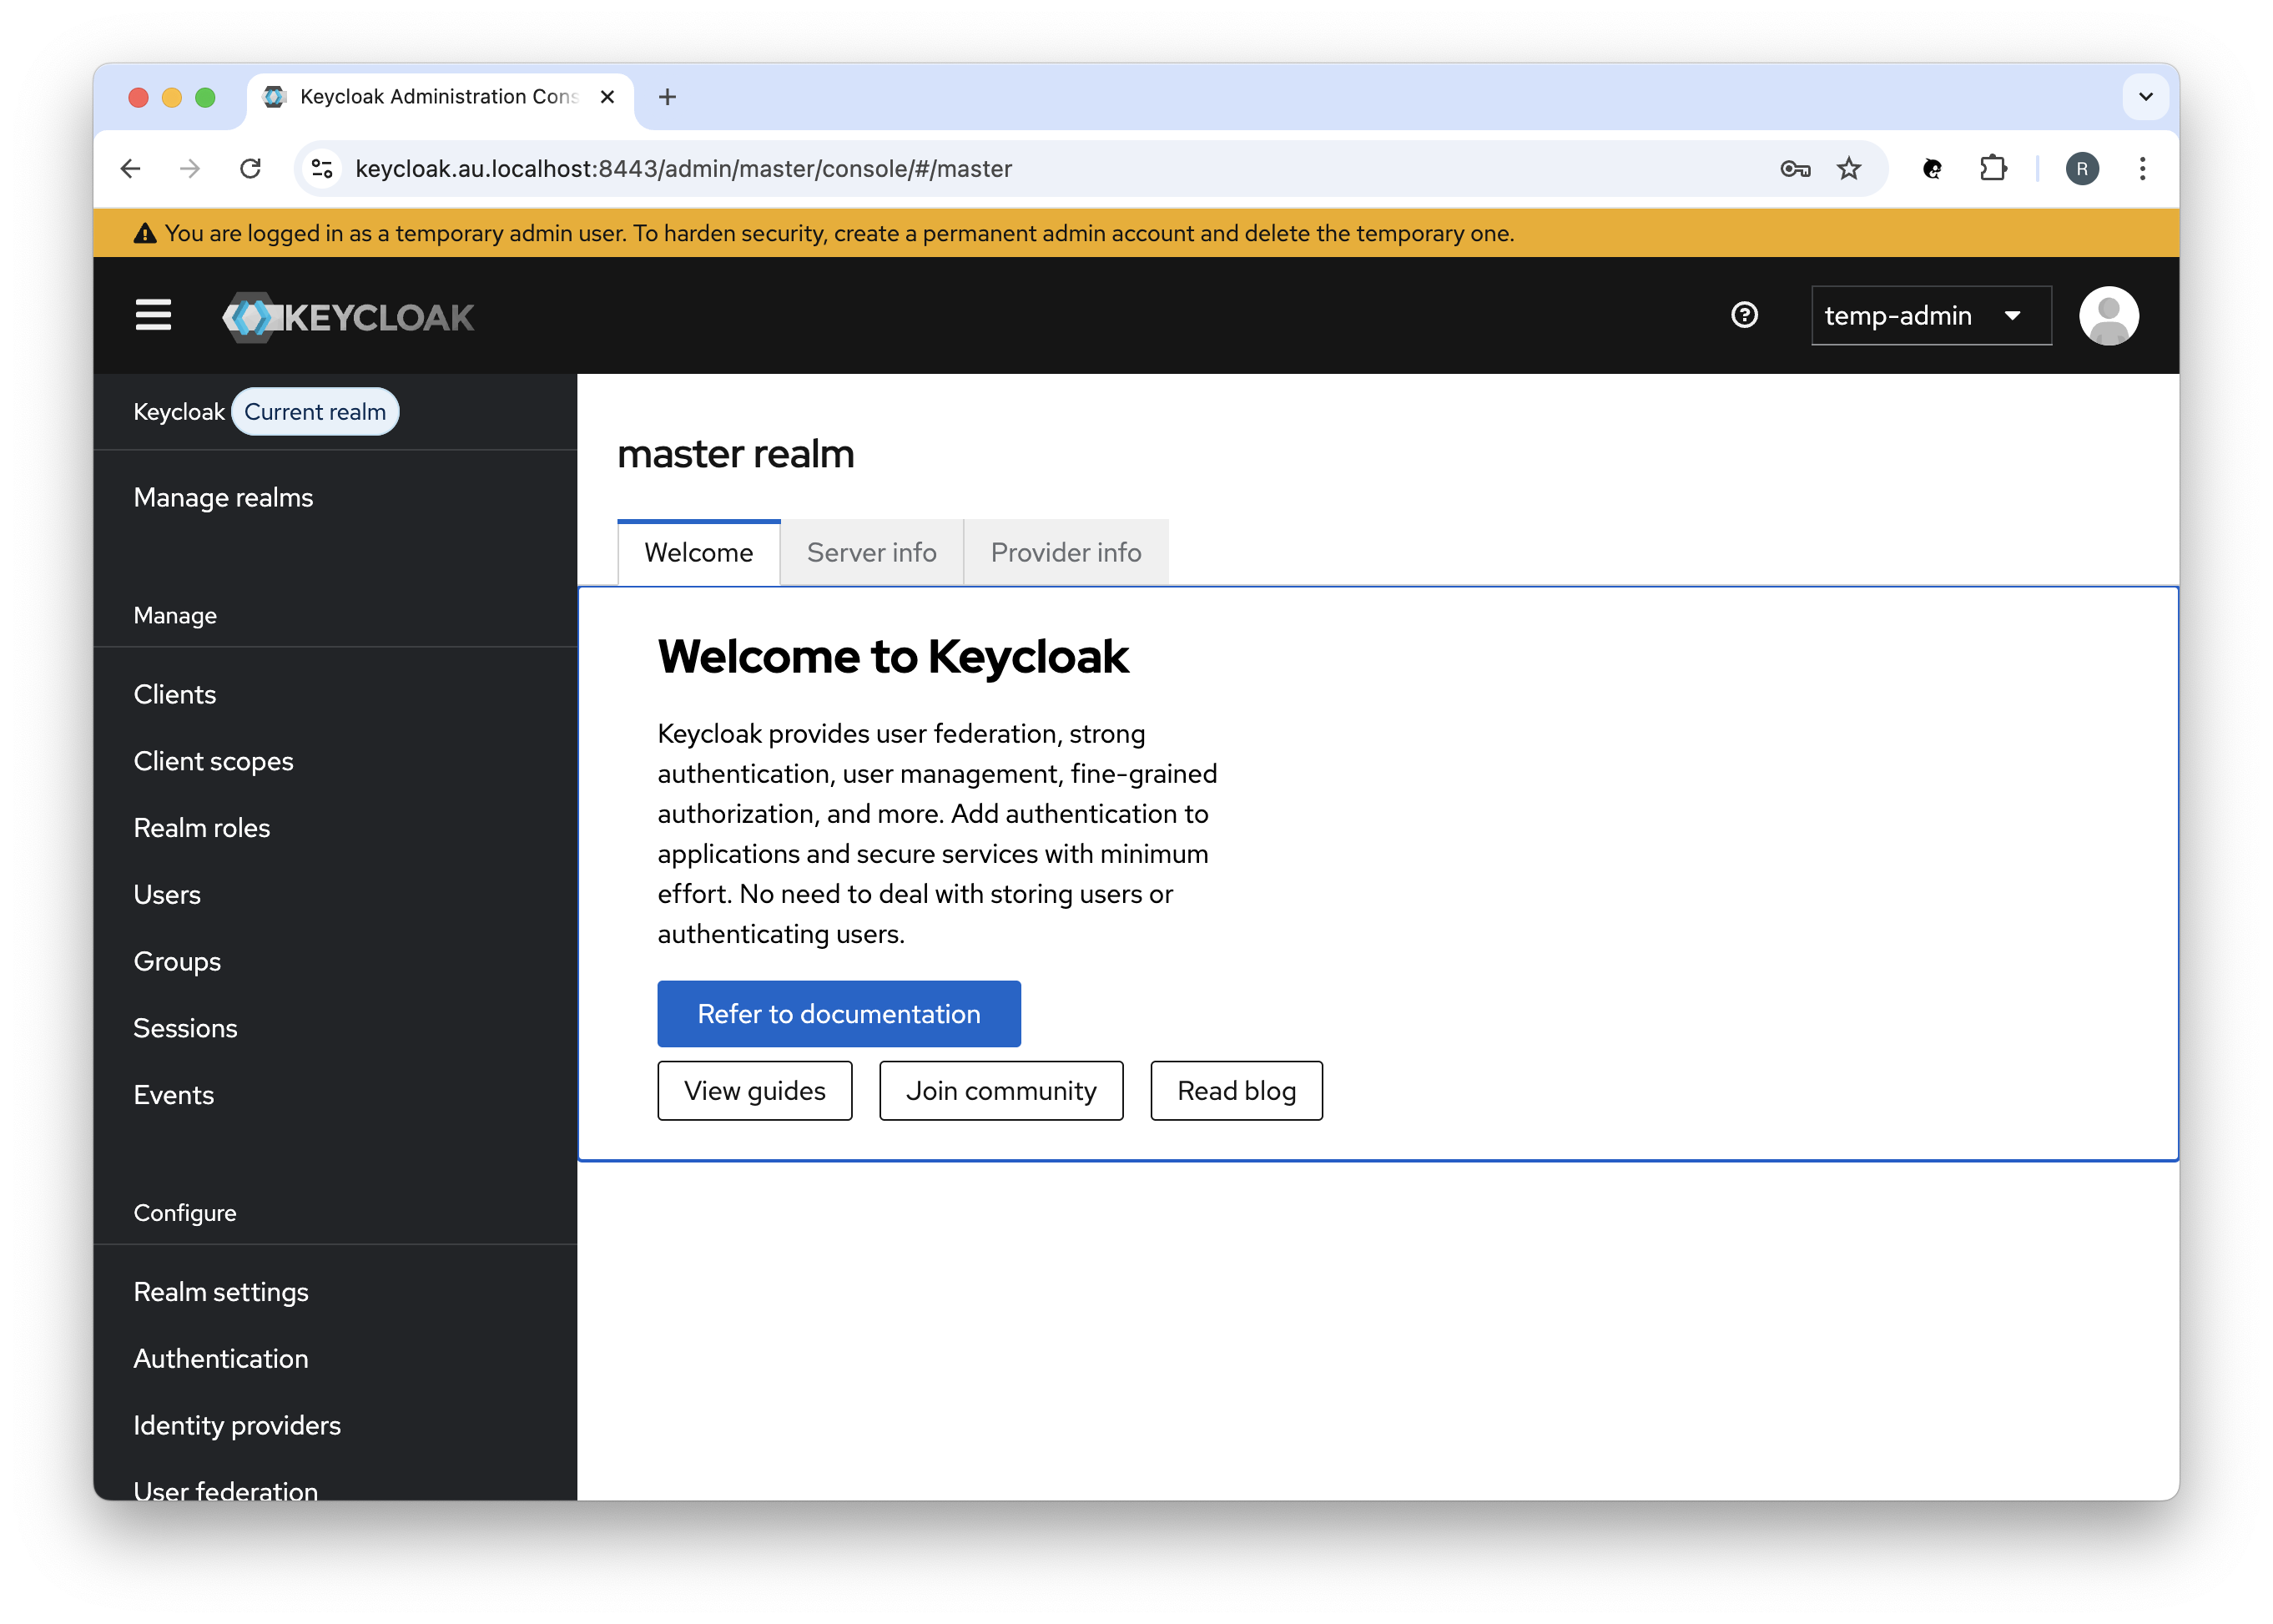 Keycloak Administration Cons
keycloak.au.localhost:8443/admin/master/console/#/master
R
You are logged in as a temporary admin user. To harden security, create a permanent admin account and delete the temporary one.
KEYCLOAK
temp-admin
Keycloak Current realm
Manage realms
Manage
Clients
Client scopes
Realm roles
Users
Groups
Sessions
Events
Configure
Realm settings
Authentication
Identity providers
User federation
master realm
Welcome Server info Provider info
Welcome to Keycloak
Keycloak provides user federation, strong
authentication, user management, fine-grained
authorization, and more. Add authentication to
applications and secure services with minimum
effort. No need to deal with storing users or
authenticating users.
Refer to documentation
View guides Join community Read blog